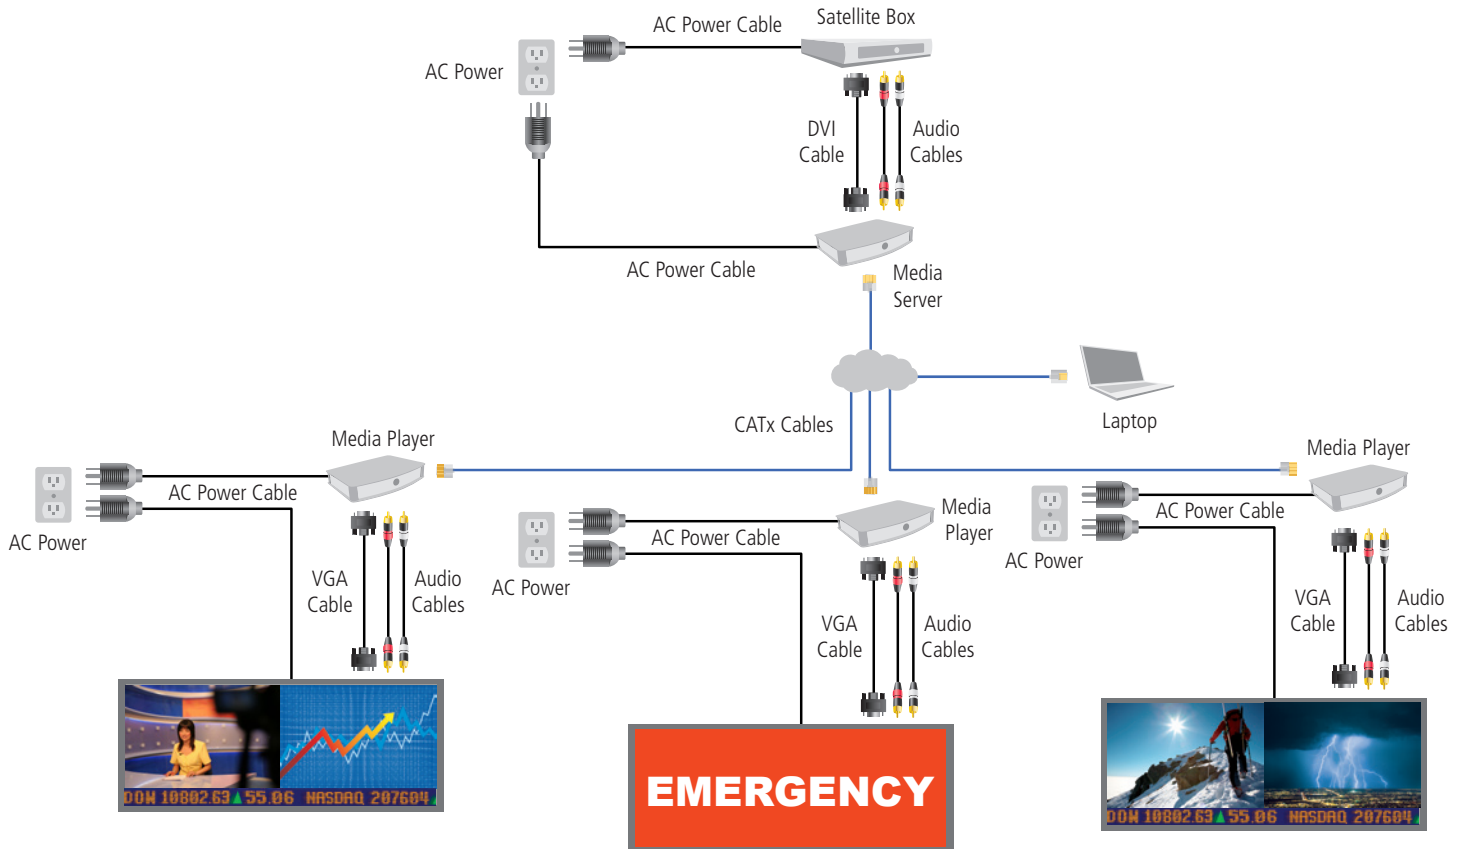 Satellite Box
AC Power Cable
AC Power
DVI
Cable
Audio
Cables
AC Power Cable
Media
Server
CATx Cables
Laptop
Media Player
AC Power Cable
AC Power
VGA
Cable
Audio
Cables
DOW 10802.63▲55.06 NASDAQ 207604
Media
Player
AC Power Cable
AC Power
VGA
Cable
Audio
Cables
EMERGENCY
Media Player
AC Power Cable
AC Power
VGA
Cable
Audio
Cables
DOW 10802.63▲55.06 NASDAQ 207604